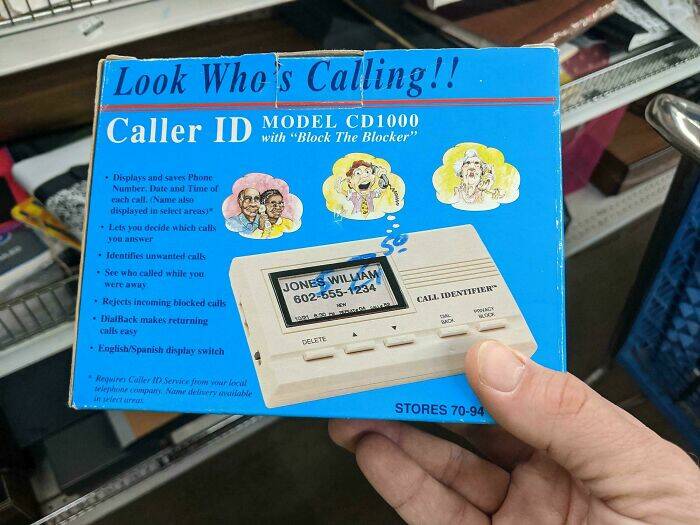 Look Who's Calling!!
Caller ID MODEL CD1000
with "Block The Blocker"
• Displays and saves Phone
Number, Date and Time of
each call. (Name also
displayed in select areas)*
• Lets you decide which calls
you answer
• Identifies unwanted calls
• See who called while you
were away
• Rejects incoming blocked calls
• DialBack makes returning
calls easy
• English/Spanish display switch
* Requires Caller ID Service from your local
telephone company. Name delivery available
in select areas.
JONES WILLIAM
602-555-1234
NEW
CALL IDENTIFIER™
DELETE
DIAL
BACK
PRIVACY
BLOCK
STORES 70-94